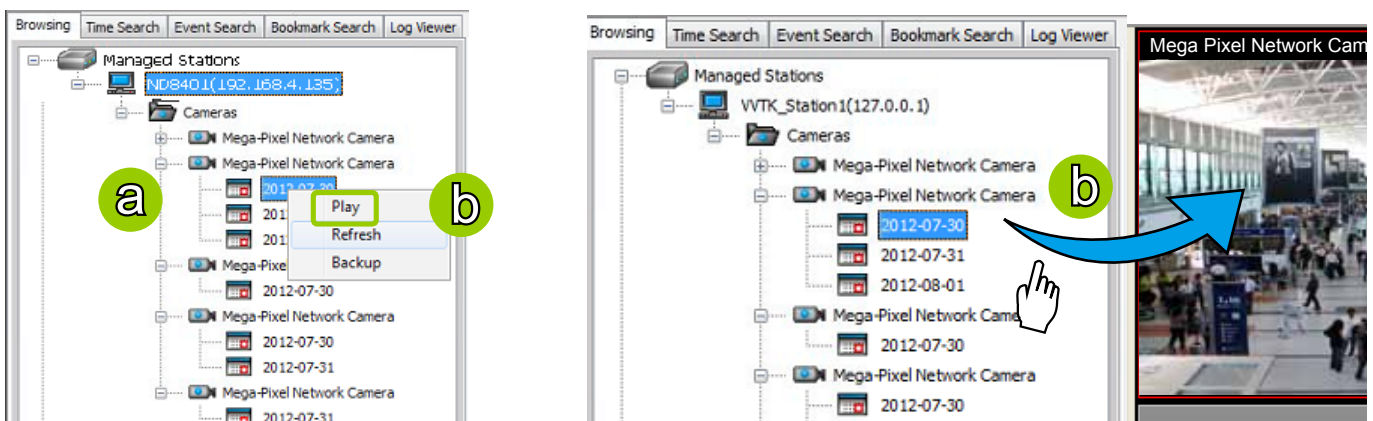 Browsing Time Search Event Search Bookmark Search Log Viewer
Managed Stations
ND8401(192.168.4.135)
Cameras
Mega-Pixel Network Camera
Mega-Pixel Network Camera
a
2012-07-30
b
Play
201
Refresh
201
Backup
Mega-Pixe
2012-07-30
Mega-Pixel Network Camera
2012-07-30
2012-07-31
Mega-Pixel Network Camera
2012-07-31
Browsing Time Search Event Search Bookmark Search Log Viewer
Managed Stations
VVTK_Station1(127.0.0.1)
Cameras
Mega-Pixel Network Camera
Mega-Pixel Network Camera
b
2012-07-30
2012-07-31
2012-08-01
Mega-Pixel Network Came
2012-07-30
Mega-Pixel Network Camera
2012-07-30
Mega Pixel Network Cam